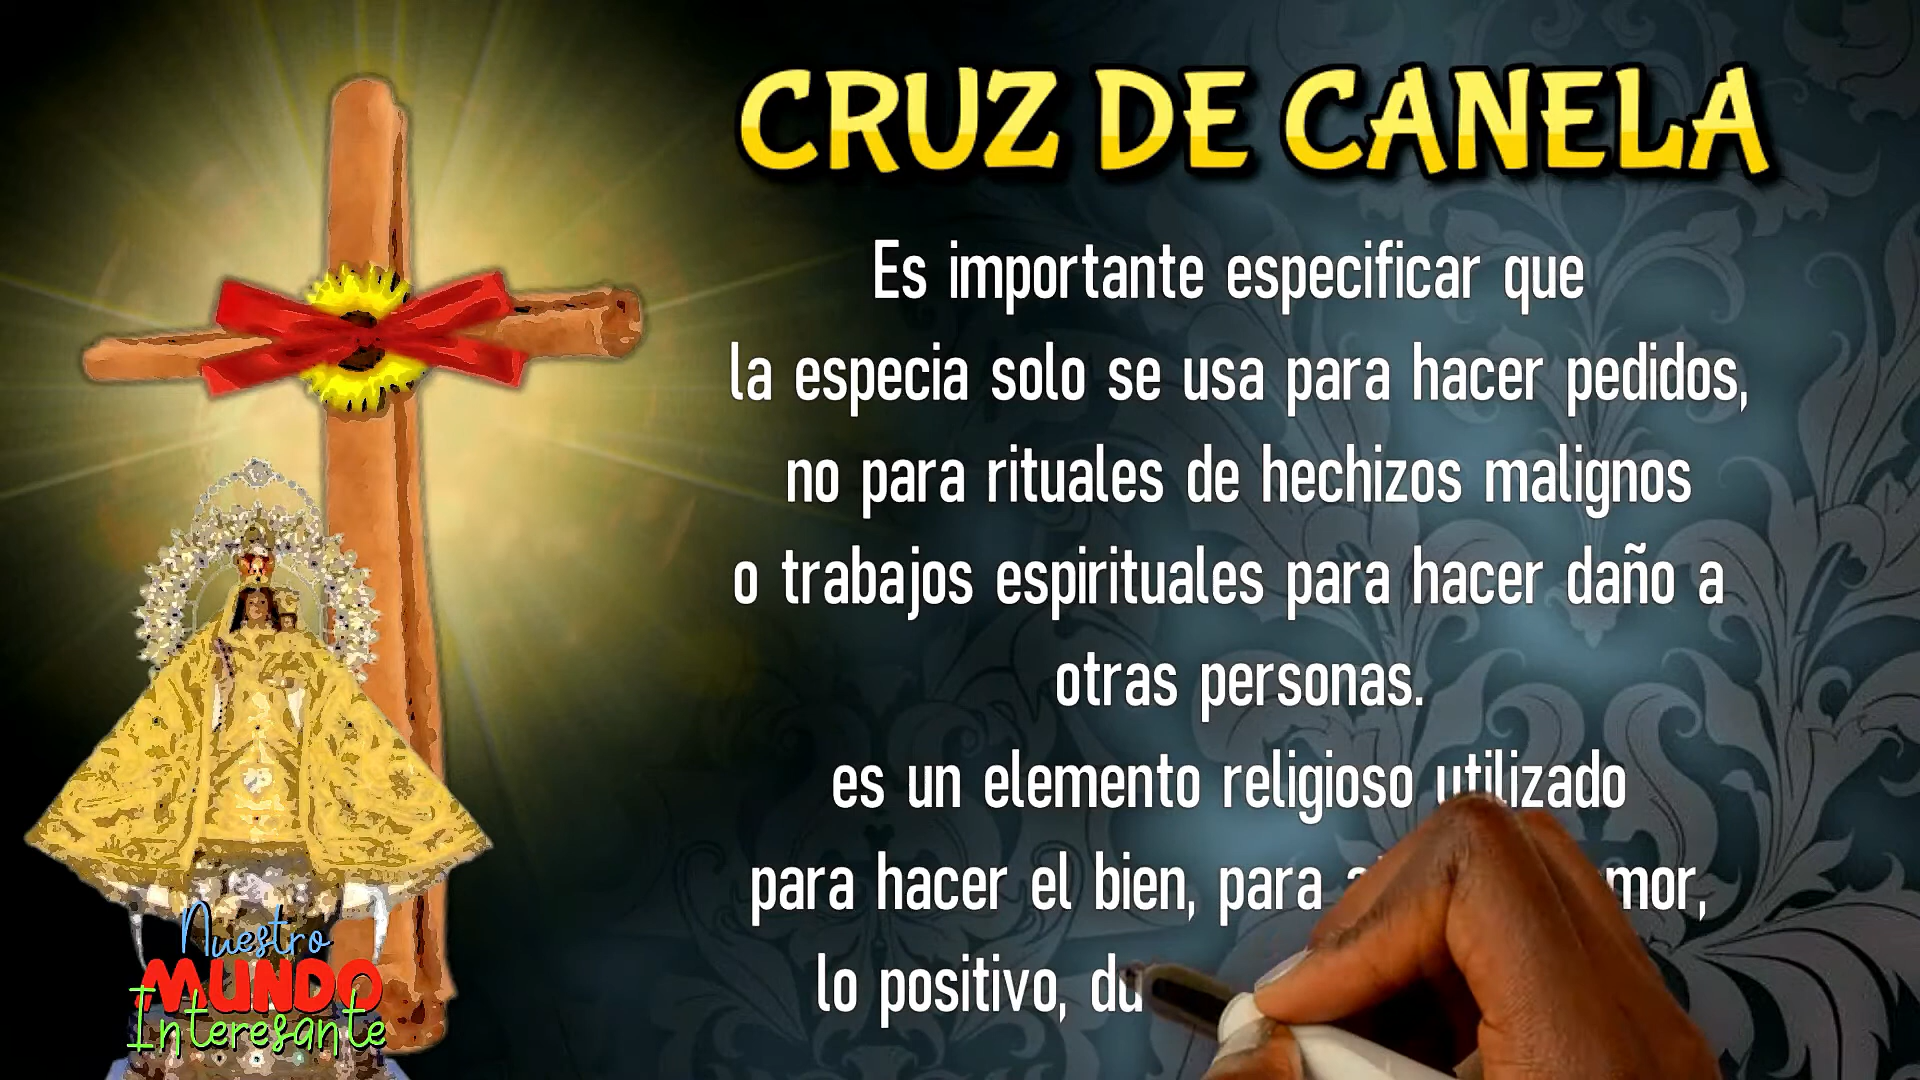 CRUZ DE CANELA
Es importante especificar que
la especia solo se usa para hacer pedidos,
no para rituales de hechizos malignos
o trabajos espirituales para hacer daño a
otras personas.
es un elemento religioso utilizado
para hacer el bien, para
lo positivo,
Nuestro
MUNDO
Interesante